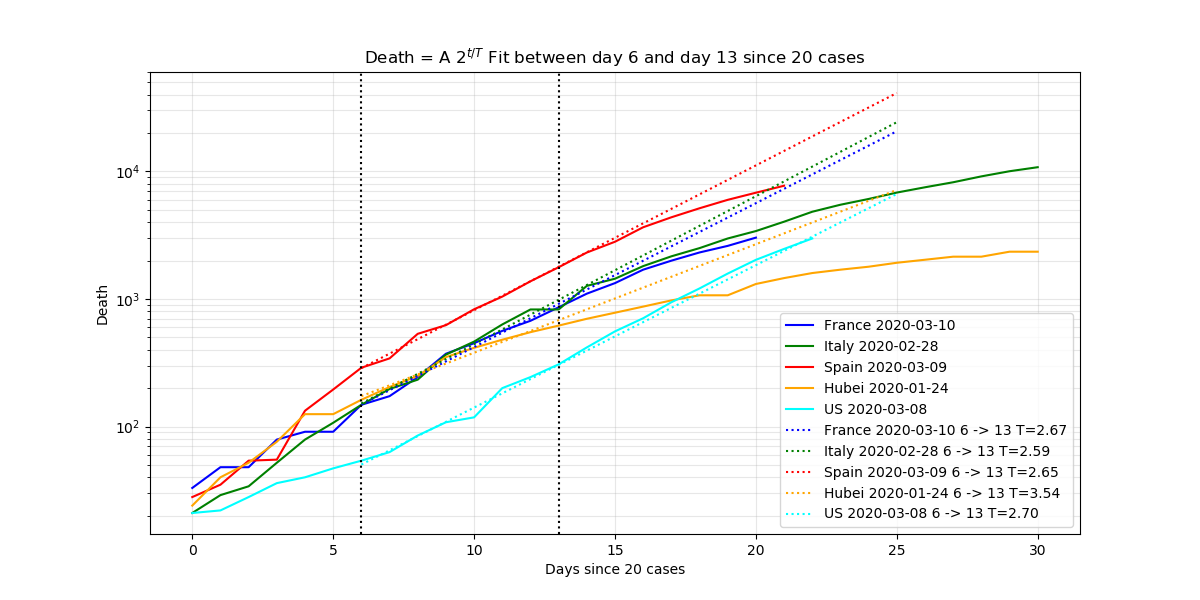 Death = A 2^{t/T} Fit between day 6 and day 13 since 20 cases
Death
10^4
10^3
10^2
0 5 10 15 20 25 30
Days since 20 cases
France 2020-03-10
Italy 2020-02-28
Spain 2020-03-09
Hubei 2020-01-24
US 2020-03-08
France 2020-03-10 6 -> 13 T=2.67
Italy 2020-02-28 6 -> 13 T=2.59
Spain 2020-03-09 6 -> 13 T=2.65
Hubei 2020-01-24 6 -> 13 T=3.54
US 2020-03-08 6 -> 13 T=2.70